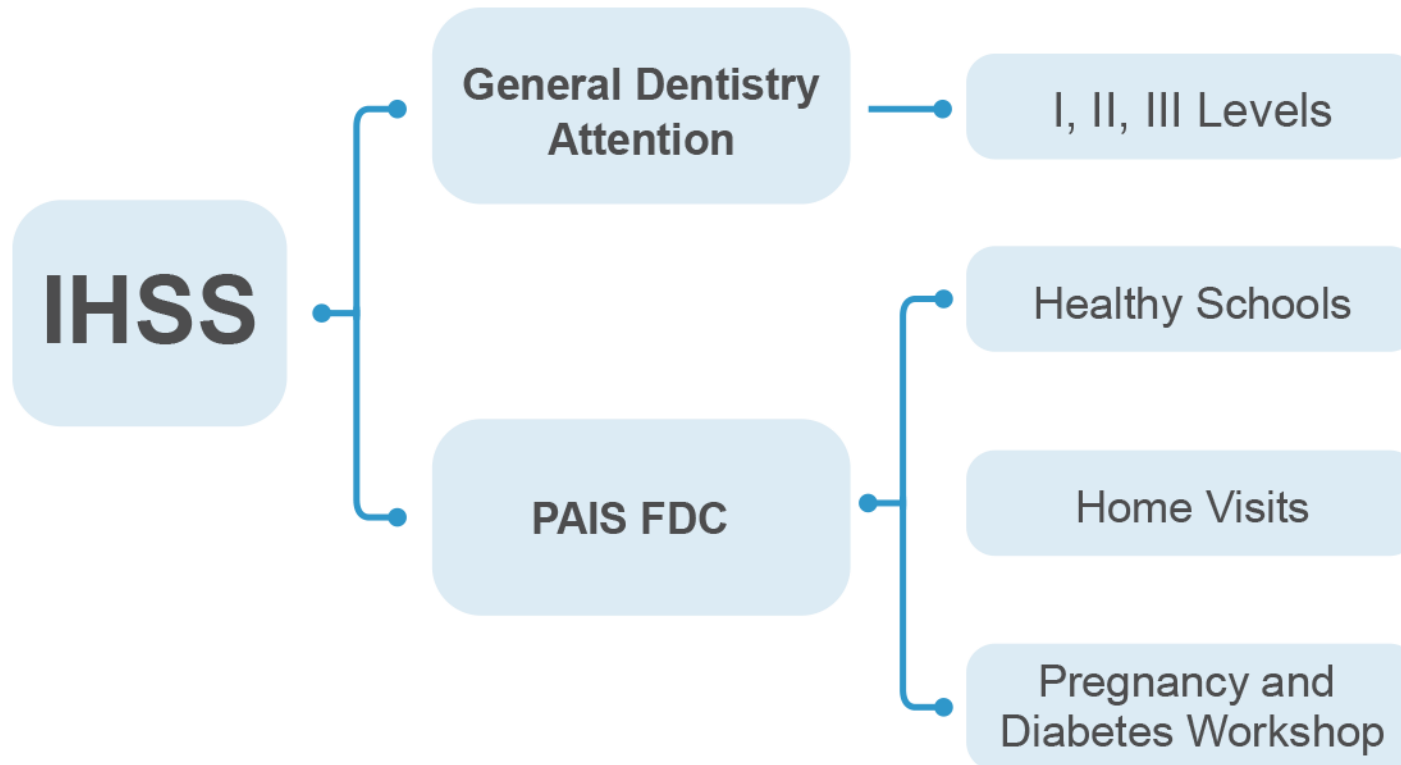 IHSS
General Dentistry
Attention
I, II, III Levels
PAIS FDC
Healthy Schools
Home Visits
Pregnancy and
Diabetes Workshop